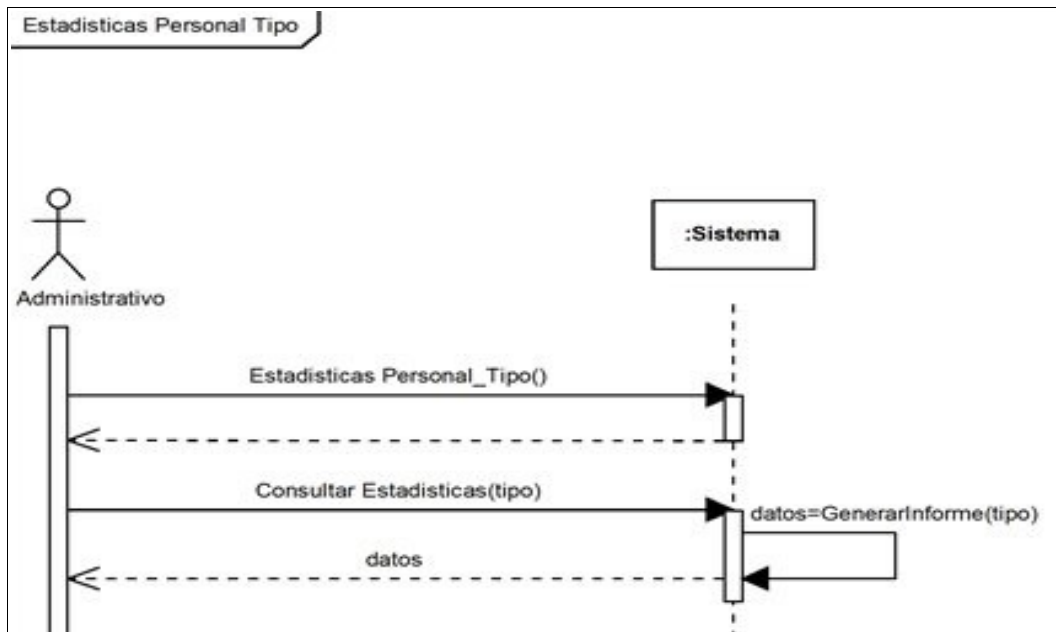 Estadisticas Personal Tipo
:Sistema
Administrativo
Estadisticas Personal_Tipo()
Consultar Estadisticas(tipo)
datos=GenerarInforme(tipo)
datos